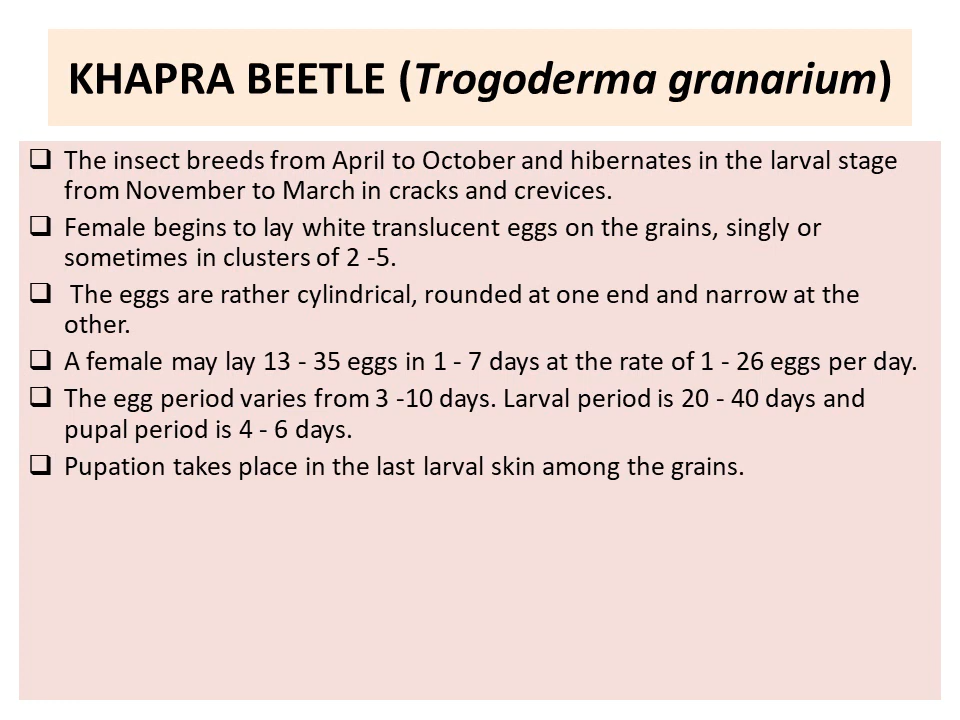 KHAPRA BEETLE (Trogoderma granarium)
❑ The insect breeds from April to October and hibernates in the larval stage
from November to March in cracks and crevices.
❑ Female begins to lay white translucent eggs on the grains, singly or
sometimes in clusters of 2 -5.
❑ The eggs are rather cylindrical, rounded at one end and narrow at the
other.
❑ A female may lay 13 - 35 eggs in 1 - 7 days at the rate of 1 - 26 eggs per day.
❑ The egg period varies from 3 -10 days. Larval period is 20 - 40 days and
pupal period is 4 - 6 days.
❑ Pupation takes place in the last larval skin among the grains.